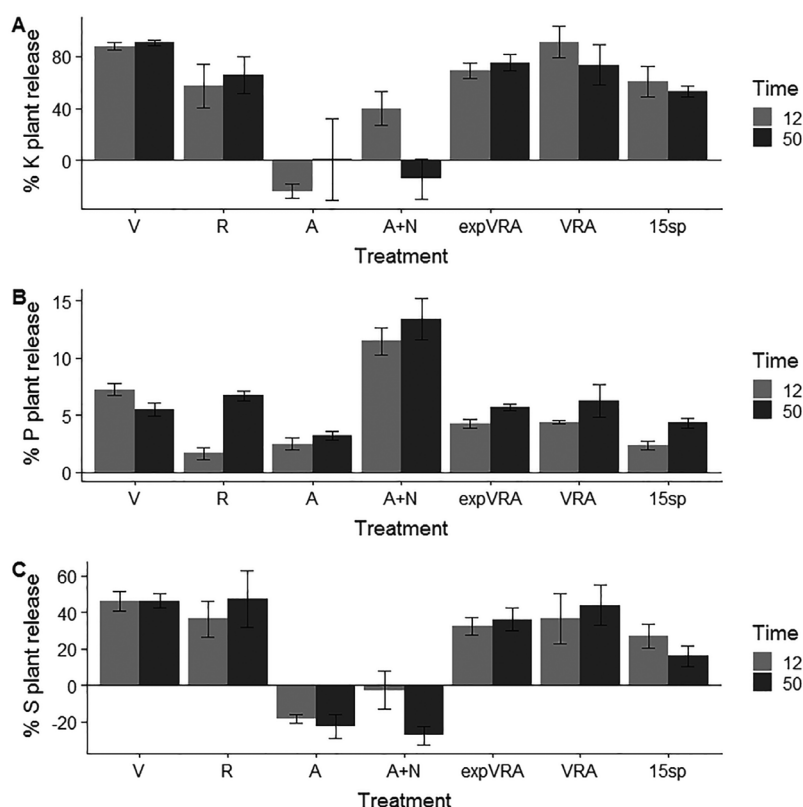 A
% K plant release
80
40
0
V R A A+N expVRA VRA 15sp
Treatment
Time
12
50
B
% P plant release
15
10
5
0
V R A A+N expVRA VRA 15sp
Treatment
Time
12
50
C
% S plant release
60
40
20
0
-20
V R A A+N expVRA VRA 15sp
Treatment
Time
12
50